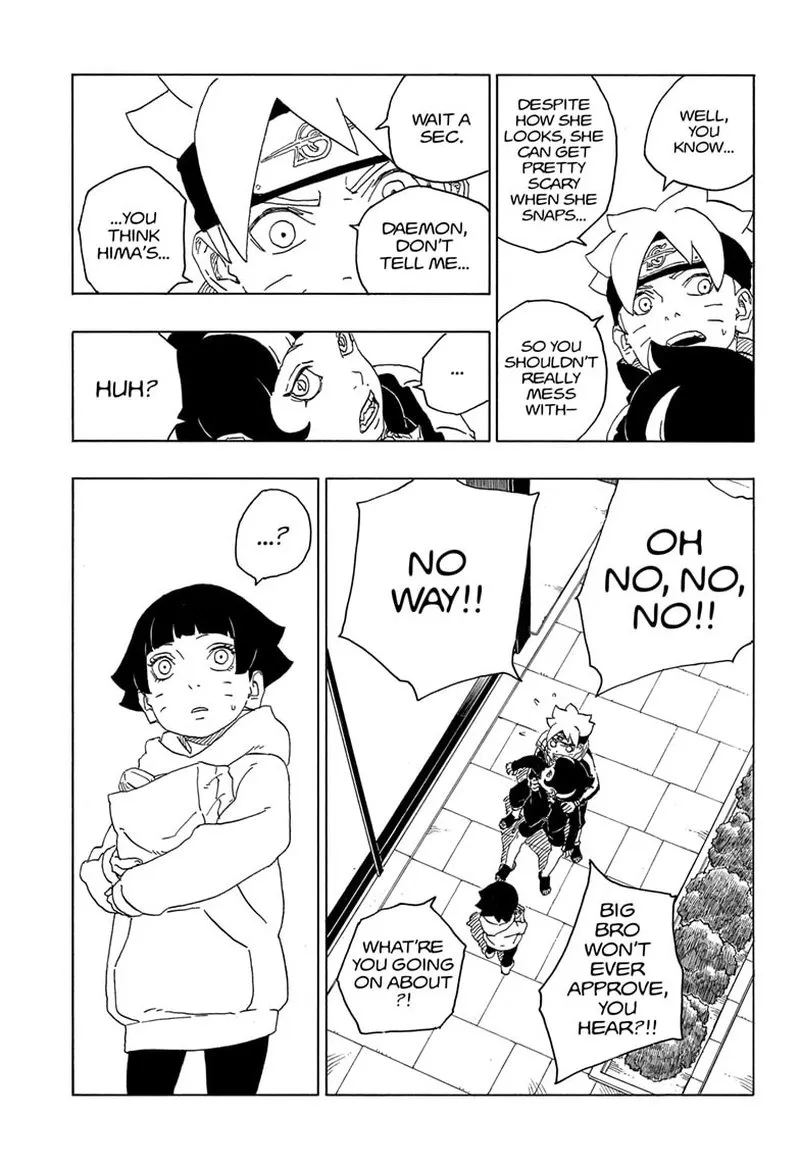 WELL,
YOU
KNOW...
DESPITE
HOW SHE
LOOKS, SHE
CAN GET
PRETTY
SCARY
WHEN SHE
SNAPS...
SO YOU
SHOULDN'T
REALLY
MESS
WITH—
WAIT A
SEC.
DAEMON,
DON'T
TELL ME...
...YOU
THINK
HIMA'S...
...
HUH?
OH
NO, NO,
NO!!
NO
WAY!!
BIG
BRO
WON'T
EVER
APPROVE,
YOU
HEAR?!!
WHAT'RE
YOU GOING
ON ABOUT
?!
...?